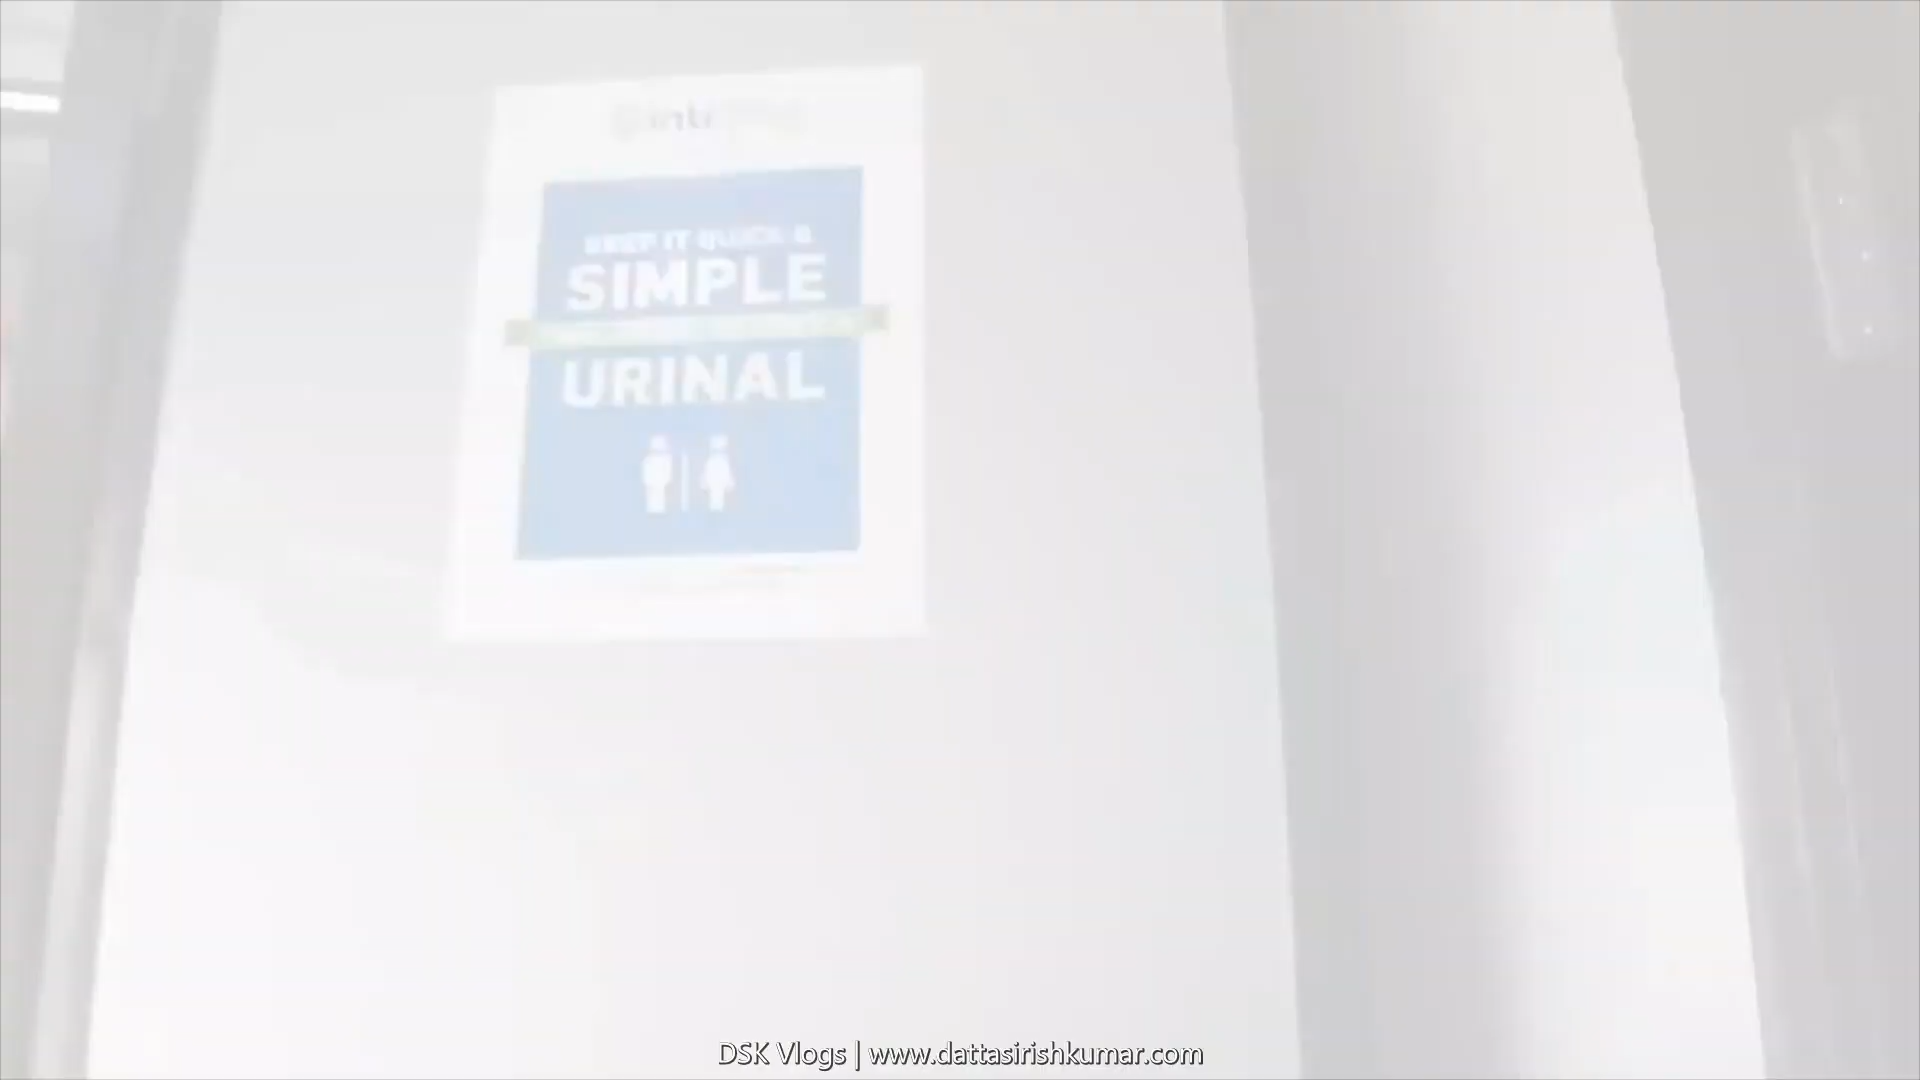 KEEP IT QUICK &
SIMPLE
URINAL
DSK Vlogs | www.dattasirishkumar.com